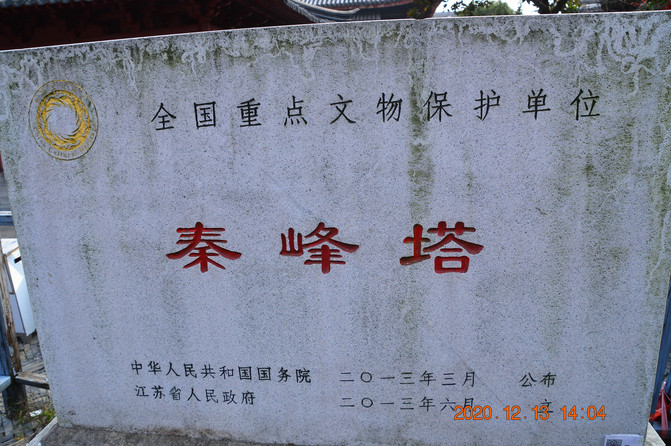 全国重点文物保护单位
秦峰塔
中华人民共和国国务院 二〇一三年三月 公布
江苏省人民政府 二〇一三年六月 立
2020.12.13 14:04